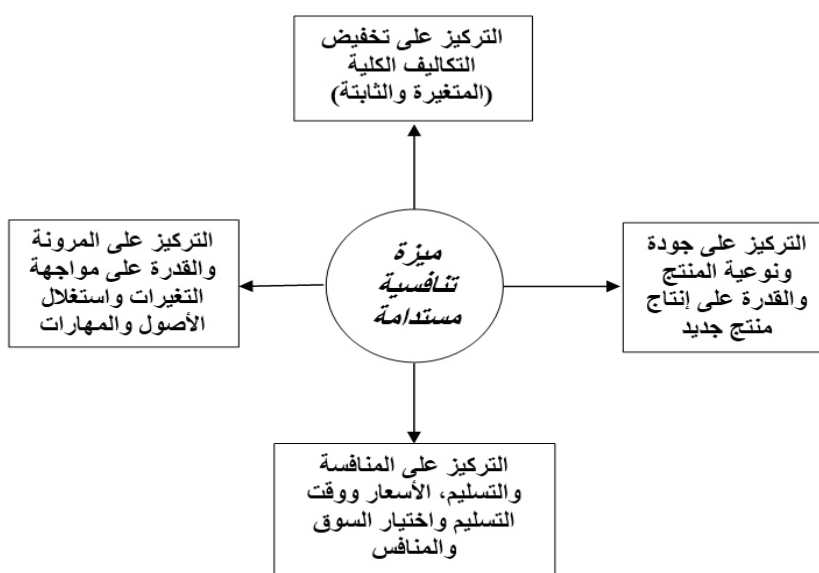 التركيز على تخفيض
التكاليف الكلية
(المتغيرة والثابتة)
التركيز على جودة
ونوعية المنتج
والقدرة على إنتاج
منتج جديد
ميزة
تنافسية
مستدامة
التركيز على المرونة
والقدرة على مواجهة
التغيرات واستغلال
الأصول والمهارات
التركيز على المنافسة
والتسليم، الأسعار ووقت
التسليم واختيار السوق
والمنافس